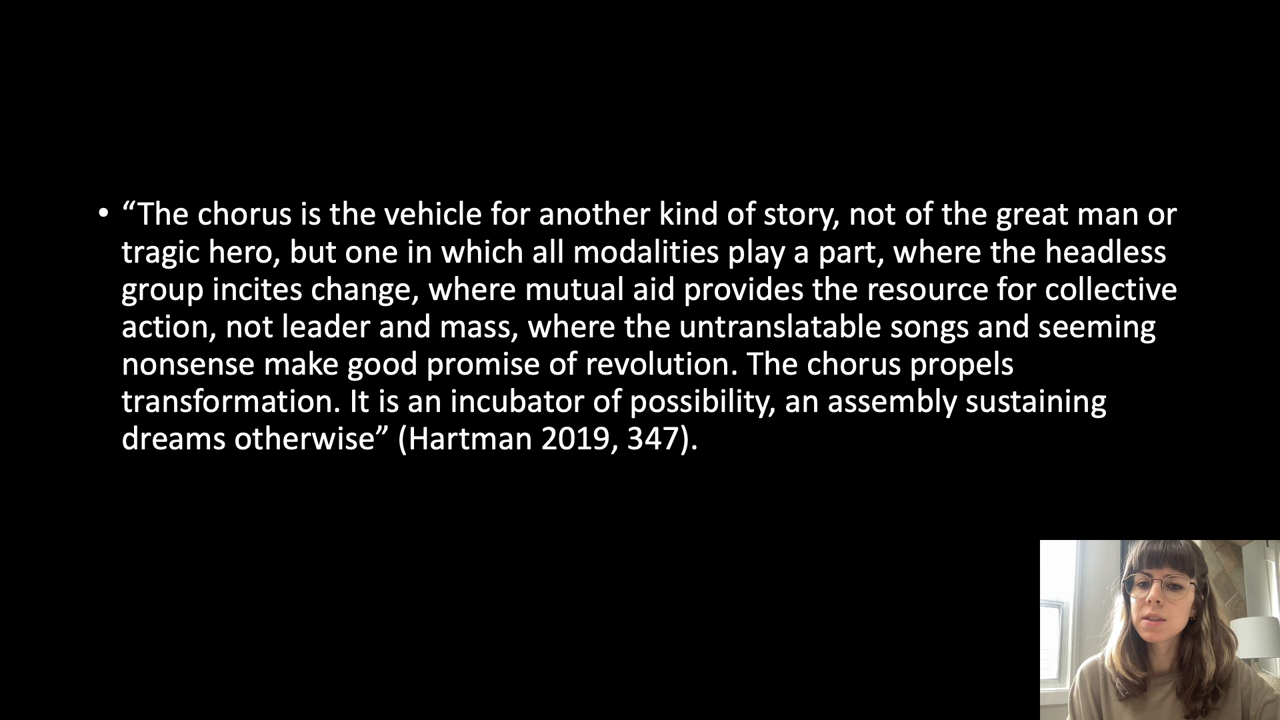 • “The chorus is the vehicle for another kind of story, not of the great man or
tragic hero, but one in which all modalities play a part, where the headless
group incites change, where mutual aid provides the resource for collective
action, not leader and mass, where the untranslatable songs and seeming
nonsense make good promise of revolution. The chorus propels
transformation. It is an incubator of possibility, an assembly sustaining
dreams otherwise” (Hartman 2019, 347).